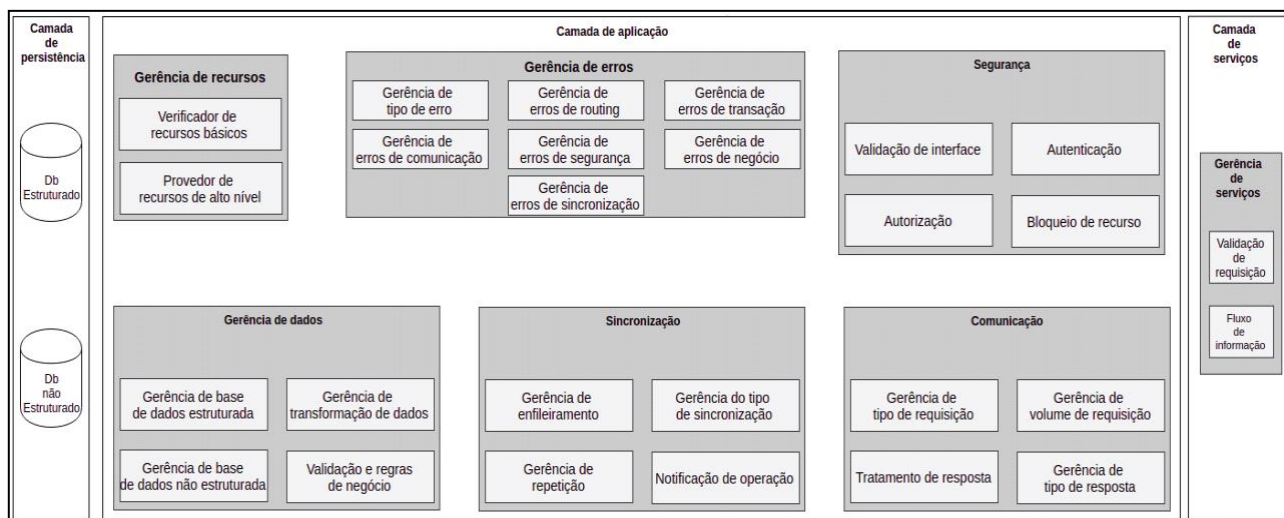 Camada
de
persistência
Db
Estruturado
Db
não
Estruturado
Camada de aplicação
Gerência de recursos
Verificador de
recursos básicos
Provedor de
recursos de alto nível
Gerência de erros
Gerência de
tipo de erro
Gerência de
erros de routing
Gerência de
erros de transação
Gerência de
erros de comunicação
Gerência de
erros de segurança
Gerência de
erros de negócio
Gerência de
erros de sincronização
Segurança
Validação de interface
Autenticação
Autorização
Bloqueio de recurso
Gerência de dados
Gerência de base
de dados estruturada
Gerência de
transformação de dados
Gerência de base
de dados não estruturada
Validação e regras
de negócio
Sincronização
Gerência de
enfileiramento
Gerência do tipo
de sincronização
Gerência de
repetição
Notificação de operação
Comunicação
Gerência de
tipo de requisição
Gerência de
volume de requisição
Tratamento de resposta
Gerência de
tipo de resposta
Camada
de
serviços
Gerência
de
serviços
Validação
de
requisição
Fluxo
de
informação